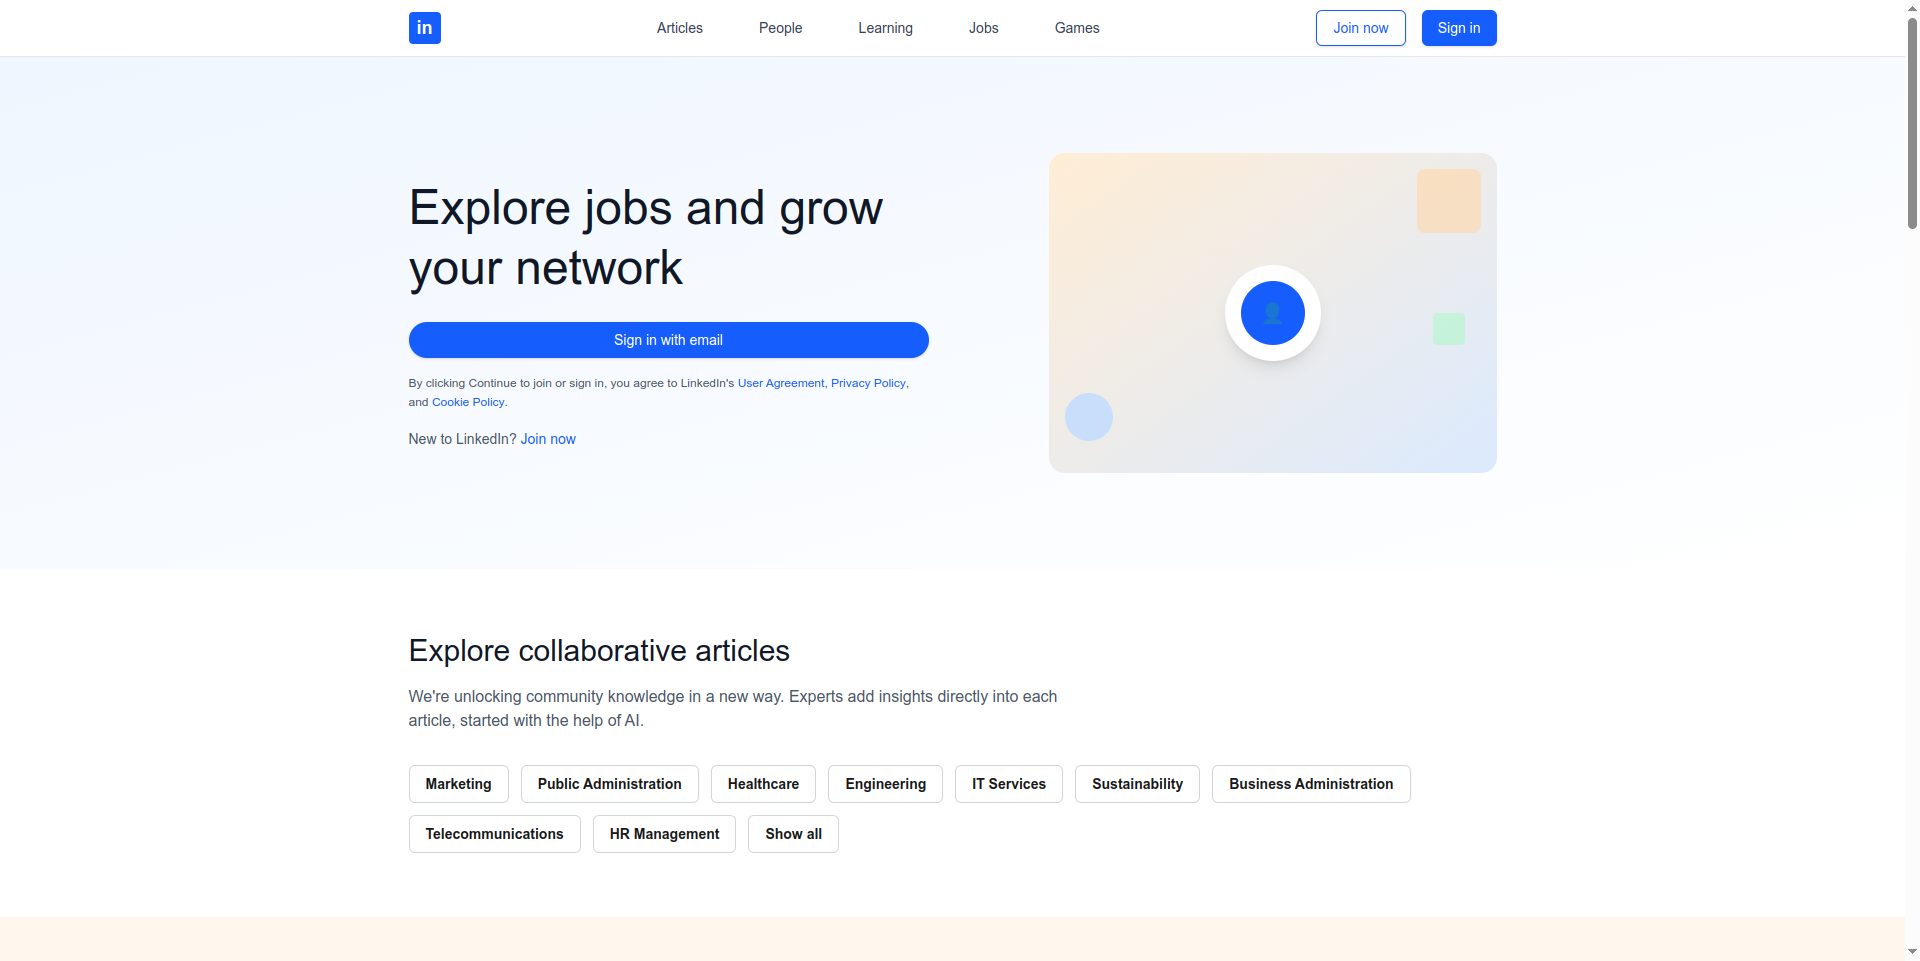 in
Articles
People
Learning
Jobs
Games
Join now
Sign in
Explore jobs and grow
your network
Sign in with email
By clicking Continue to join or sign in, you agree to LinkedIn's User Agreement, Privacy Policy,
and Cookie Policy.
New to LinkedIn? Join now
Explore collaborative articles
We're unlocking community knowledge in a new way. Experts add insights directly into each
article, started with the help of AI.
Marketing
Public Administration
Healthcare
Engineering
IT Services
Sustainability
Business Administration
Telecommunications
HR Management
Show all